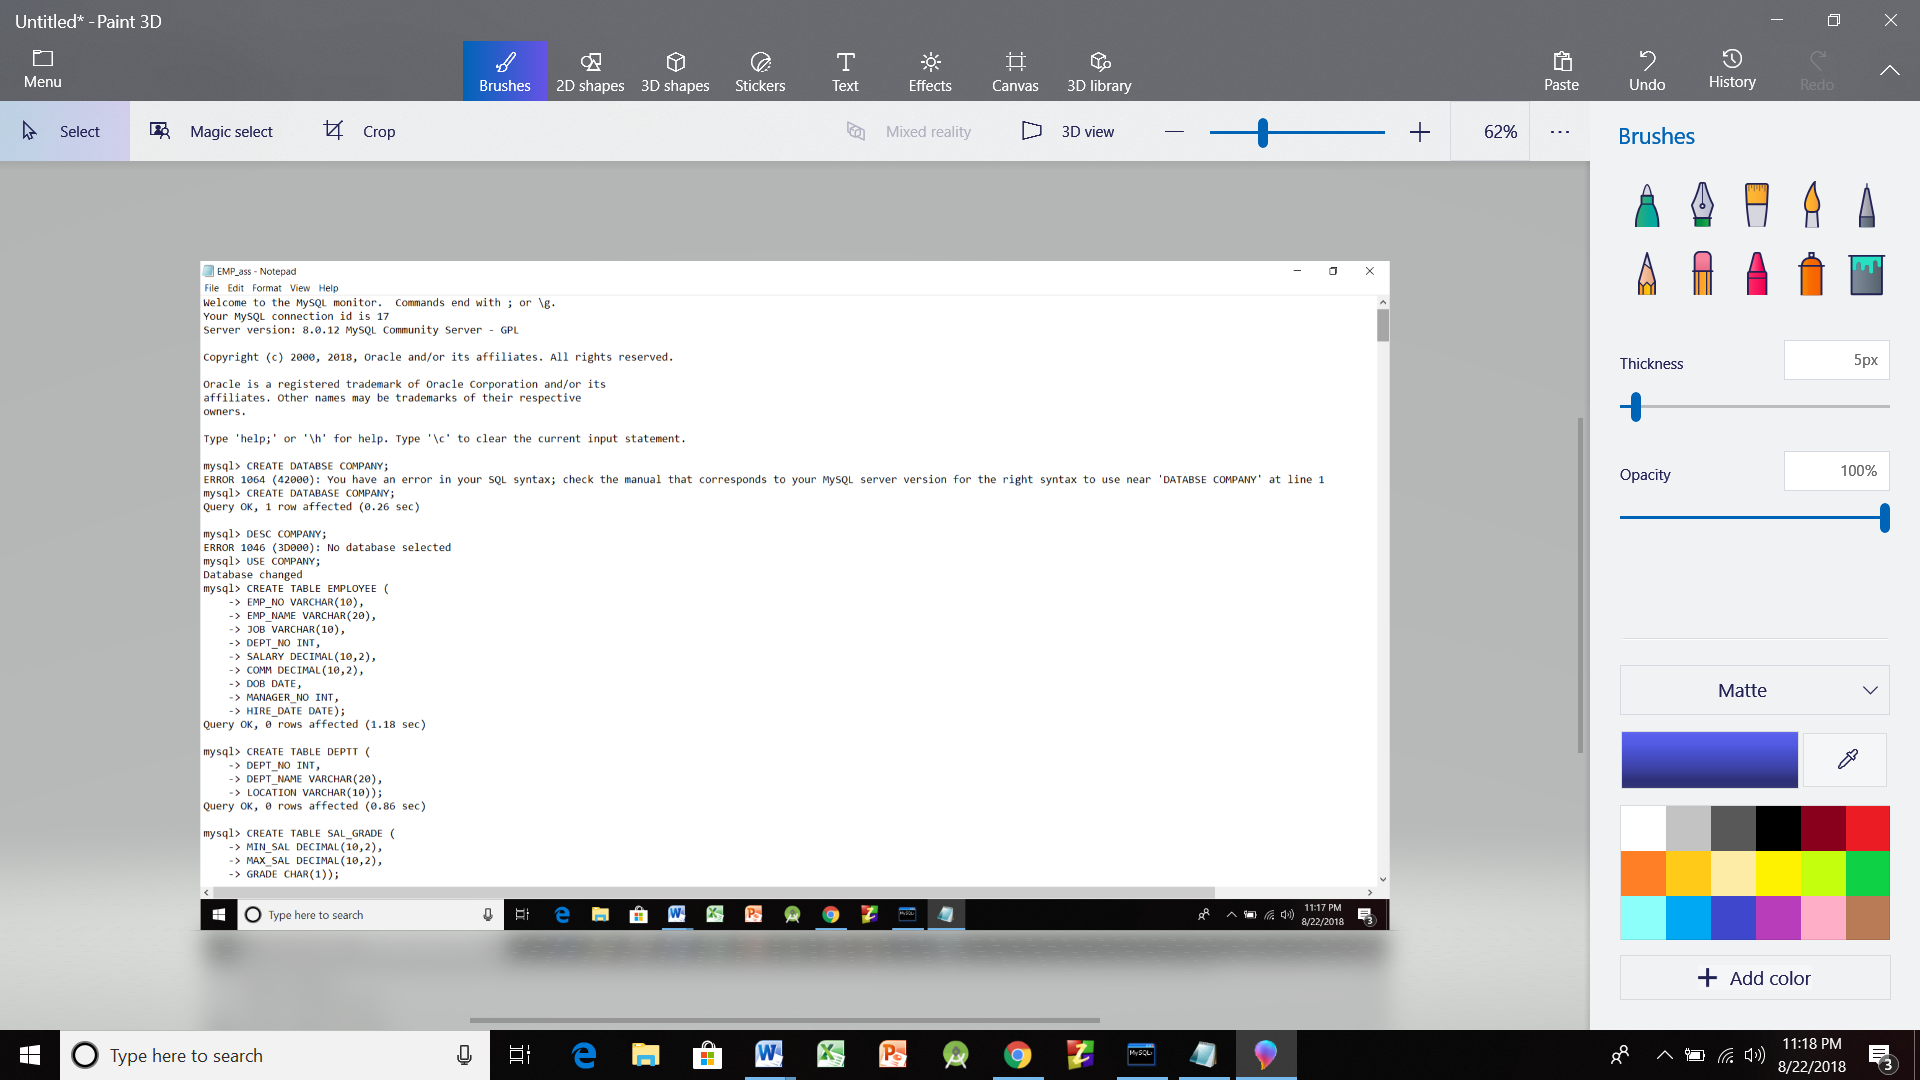 Untitled* - Paint 3D
Menu
Brushes
2D shapes
3D shapes
Stickers
Text
Effects
Canvas
3D library
Paste
Undo
History
Redo
Select
Magic select
Crop
Mixed reality
3D view
62%
Brushes
Thickness
5px
Opacity
100%
Matte
Add color
EMP_ass - Notepad
File Edit Format View Help
Welcome to the MySQL monitor.  Commands end with ; or \g.
Your MySQL connection id is 17
Server version: 8.0.12 MySQL Community Server - GPL
Copyright (c) 2000, 2018, Oracle and/or its affiliates. All rights reserved.
Oracle is a registered trademark of Oracle Corporation and/or its
affiliates. Other names may be trademarks of their respective
owners.
Type 'help;' or '\h' for help. Type '\c' to clear the current input statement.
mysql> CREATE DATABSE COMPANY;
ERROR 1064 (42000): You have an error in your SQL syntax; check the manual that corresponds to your MySQL server version for the right syntax to use near 'DATABSE COMPANY' at line 1
mysql> CREATE DATABASE COMPANY;
Query OK, 1 row affected (0.26 sec)
mysql> DESC COMPANY;
ERROR 1046 (3D000): No database selected
mysql> USE COMPANY;
Database changed
mysql> CREATE TABLE EMPLOYEE (
    -> EMP_NO VARCHAR(10),
    -> EMP_NAME VARCHAR(20),
    -> JOB VARCHAR(10),
    -> DEPT_NO INT,
    -> SALARY DECIMAL(10,2),
    -> COMM DECIMAL(10,2),
    -> DOB DATE,
    -> MANAGER_NO INT,
    -> HIRE_DATE DATE);
Query OK, 0 rows affected (1.18 sec)
mysql> CREATE TABLE DEPTT (
    -> DEPT_NO INT,
    -> DEPT_NAME VARCHAR(20),
    -> LOCATION VARCHAR(10));
Query OK, 0 rows affected (0.86 sec)
mysql> CREATE TABLE SAL_GRADE (
    -> MIN_SAL DECIMAL(10,2),
    -> MAX_SAL DECIMAL(10,2),
    -> GRADE CHAR(1));
Type here to search
11:17 PM
8/22/2018
3
Type here to search
MySQL
11:18 PM
8/22/2018
3